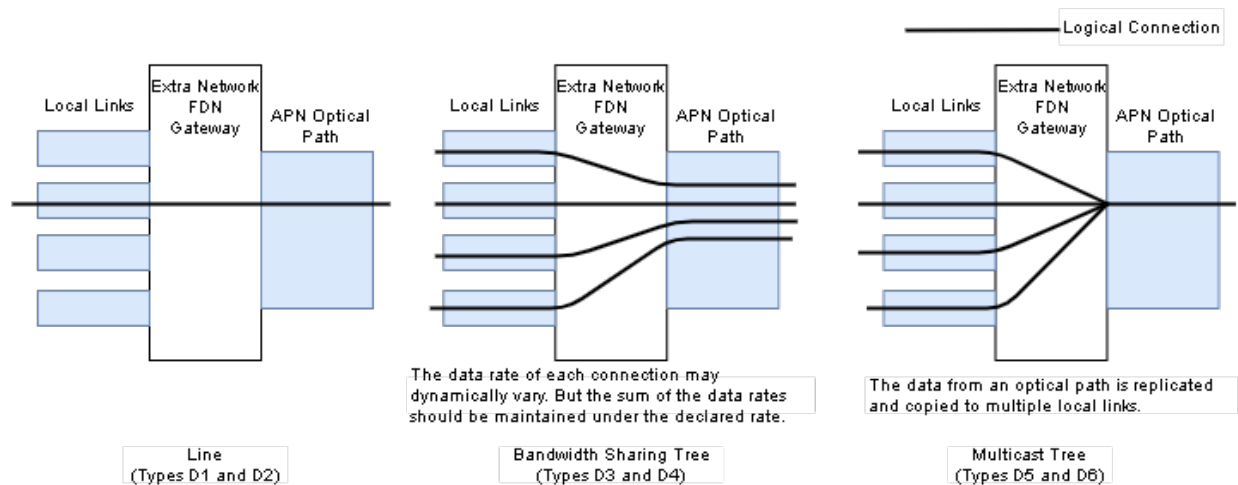 Logical Connection
Local Links
Extra Network
FDN
Gateway
APN Optical
Path
Local Links
Extra Network
FDN
Gateway
APN Optical
Path
Local Links
Extra Network
FDN
Gateway
APN Optical
Path
The data rate of each connection may
dynamically vary. But the sum of the data rates
should be maintained under the declared rate.
The data from an optical path is replicated
and copied to multiple local links.
Line
(Types D1 and D2)
Bandwidth Sharing Tree
(Types D3 and D4)
Multicast Tree
(Types D5 and D6)